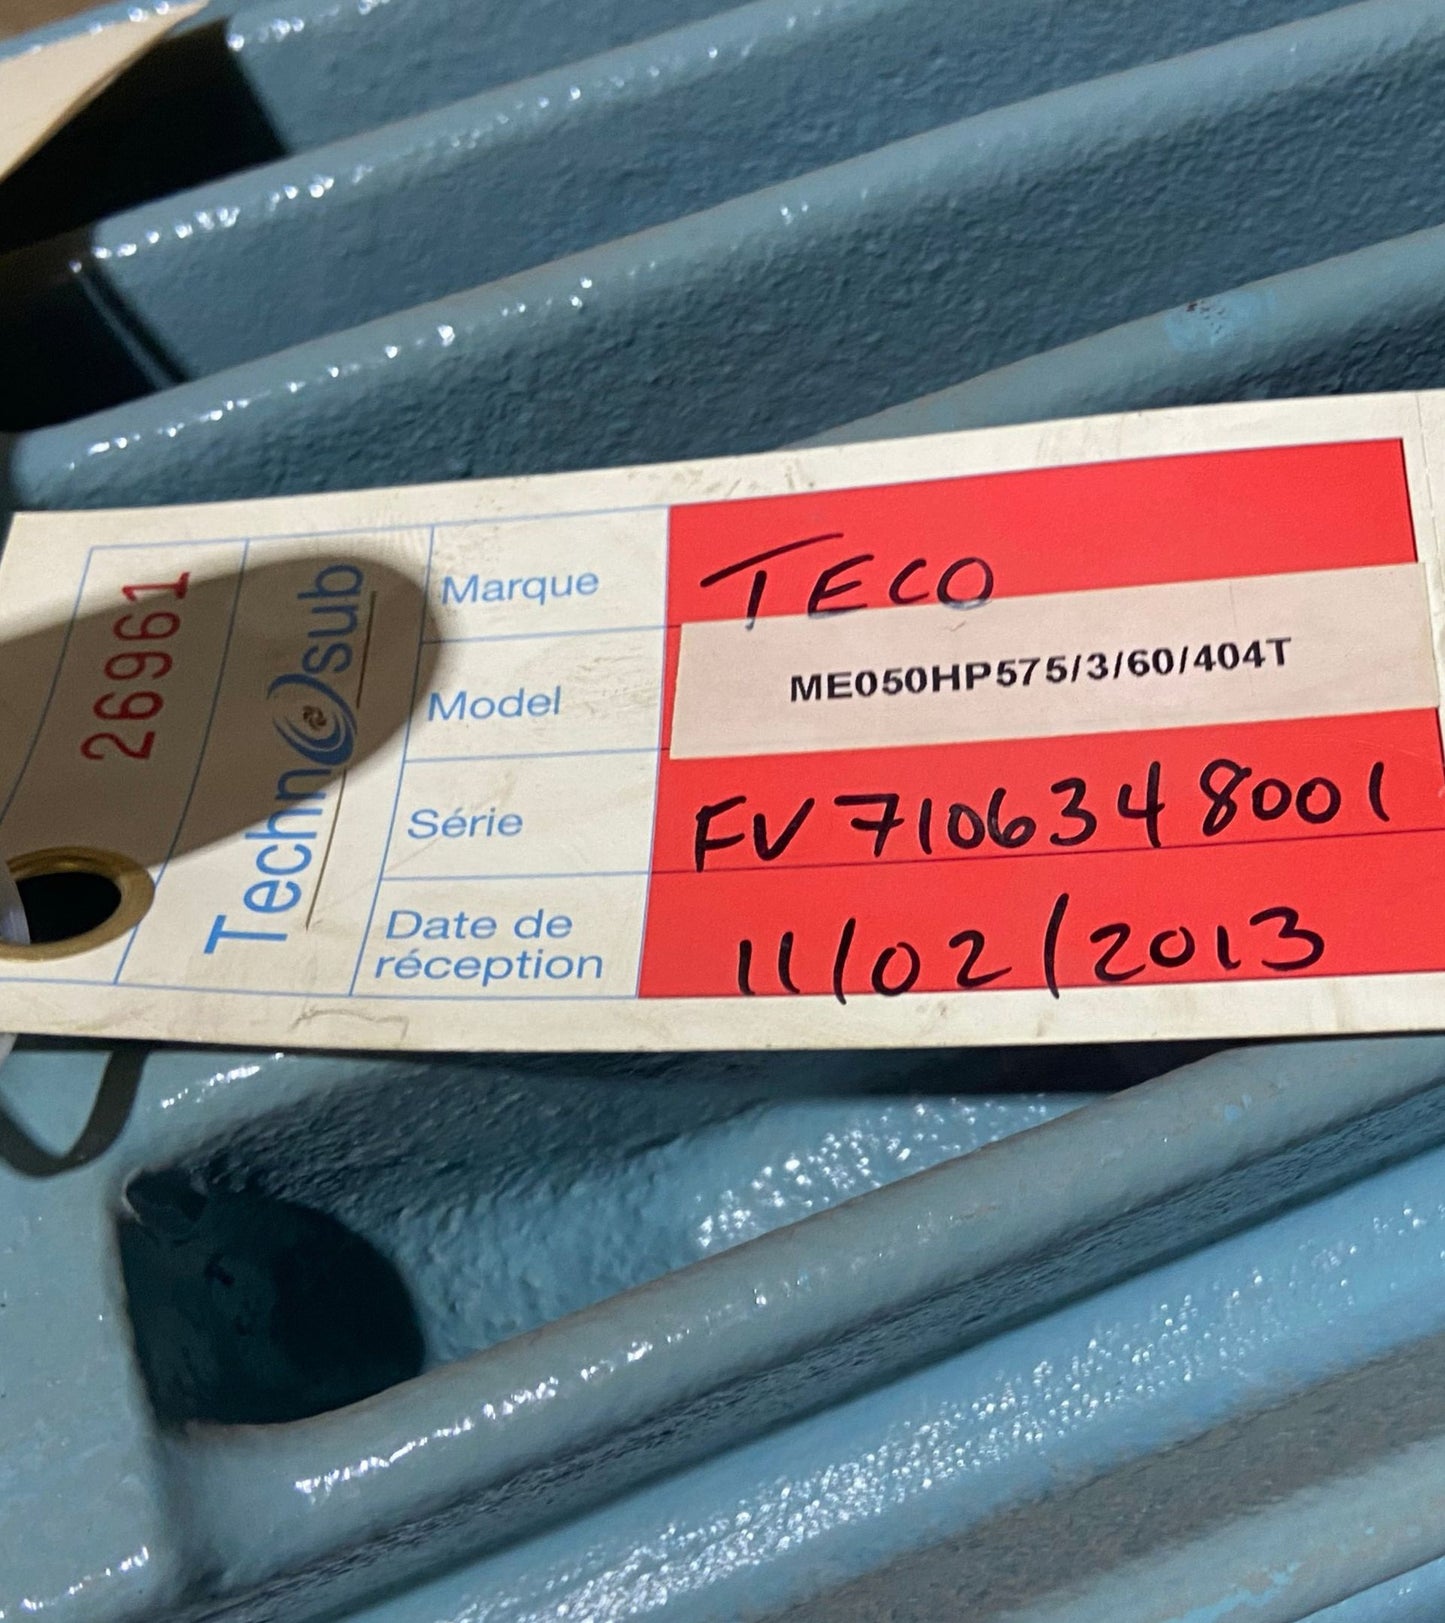 26961
Technosub
Marque TECO
Model ME050HP575/3/60/404T
Série FV7106348001
Date de
réception 11/02/2013